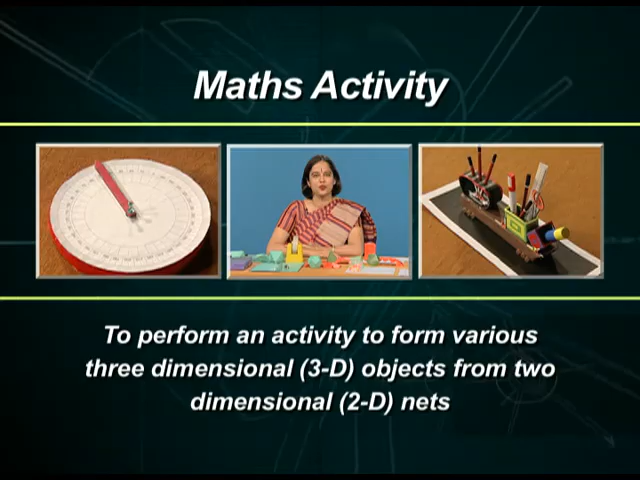 Maths Activity
To perform an activity to form various
three dimensional (3-D) objects from two
dimensional (2-D) nets